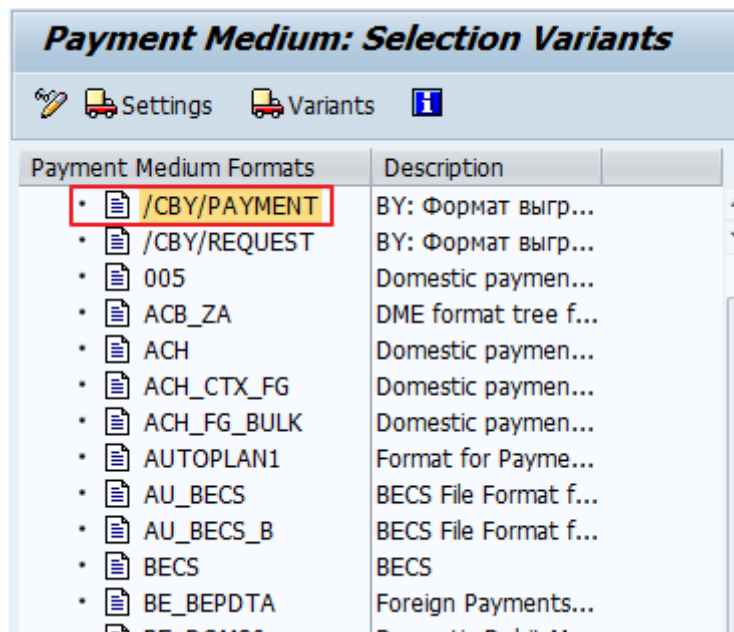 Payment Medium: Selection Variants
Settings Variants
Payment Medium Formats Description
/CBY/PAYMENT BY: Формат выгр...
/CBY/REQUEST BY: Формат выгр...
005 Domestic paymen...
ACB_ZA DME format tree f...
ACH Domestic paymen...
ACH_CTX_FG Domestic paymen...
ACH_FG_BULK Domestic paymen...
AUTOPLAN1 Format for Payme...
AU_BECS BECS File Format f...
AU_BECS_B BECS File Format f...
BECS BECS
BE_BEPDTA Foreign Payments...